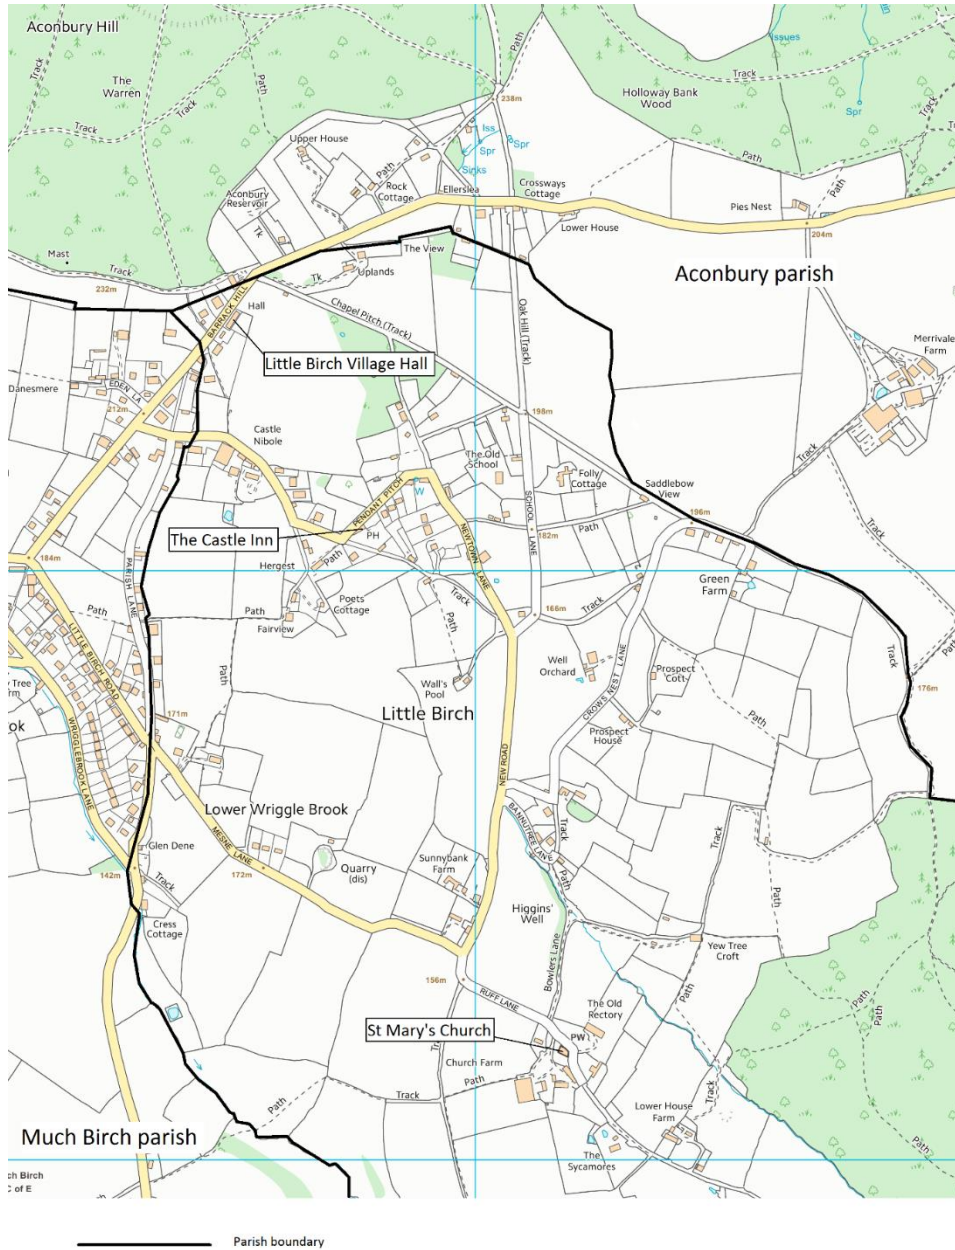 Aconbury Hill
Track
Path
Issues
The
Warren
Track
Path
Track
238m
Track
Holloway Bank
Wood
Spr
Upper House
Iss
Spr
Spr
Sinks
Path
Rock
Cottage
Ellerslea
Crossways
Cottage
Path
Path
Aconbury
Reservoir
Tk
Lower House
Pies Nest
204m
Mast
Track
232m
The View
Tk
Uplands
Aconbury parish
BARRACK HILL
Hall
Chapel Pitch (Track)
Oak Hill (Track)
Little Birch Village Hall
Merrivale
Farm
Danesmere
EDEN LA
212m
Castle
Nibole
198m
Track
The Old
School
Folly
Cottage
Saddlebow
View
PENDANT PITCH
W
The Castle Inn
PH
NEWTOWN LANE
SCHOOL LANE
Path
182m
196m
Track
184m
Hergest
Path
PARISH LANE
Green
Farm
Path
Path
Poets
Cottage
Fairview
Path
166m
Track
LITTLE BIRCH ROAD
Path
Well
Orchard
Prospect
Cott
Track
Path
Tree
ok
WRIGGLEBROOK LANE
171m
Wall's
Pool
Little Birch
CROWS NEST LANE
Path
176m
Prospect
House
NEW ROAD
Lower Wriggle Brook
BANNUTREE LANE
Track
Track
Glen Dene
MESNE LANE
Quarry
(dis)
Sunnybank
Farm
142m
Track
172m
Path
Path
Cress
Cottage
Higgins'
Well
Yew Tree
Croft
Bowlers Lane
Path
Path
Path
156m
RUFF LANE
The Old
Rectory
St Mary's Church
PW
Church Farm
Path
Track
Track
Path
Lower House
Farm
Path
Much Birch parish
The
Sycamores
ch Birch
C of E
Parish boundary